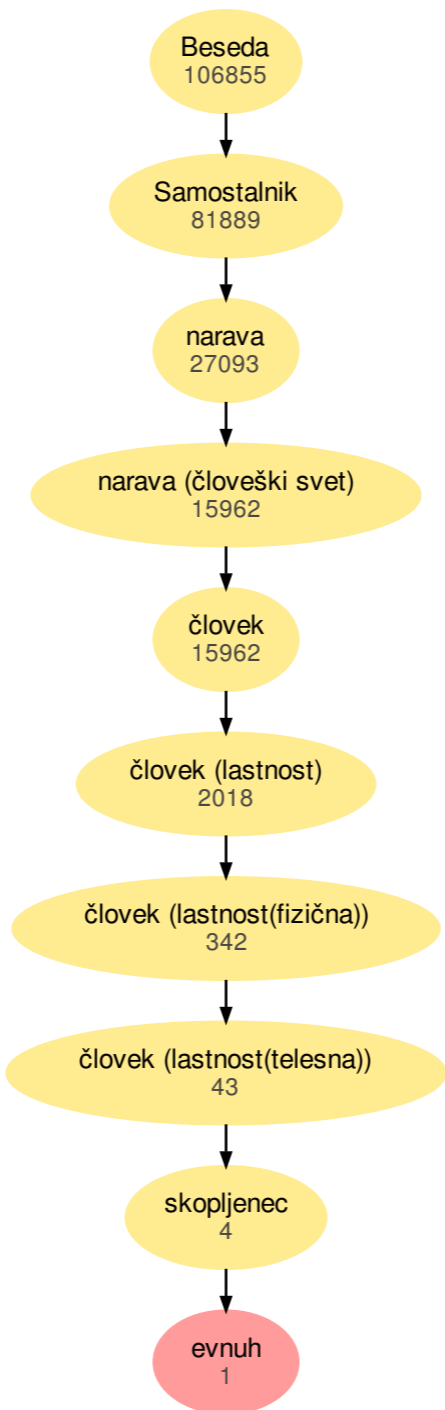 Beseda
106855
Samostalnik
81889
narava
27093
narava (človeški svet)
15962
človek
15962
človek (lastnost)
2018
človek (lastnost(fizična))
342
človek (lastnost(telesna))
43
skopljenec
4
evnuh
1